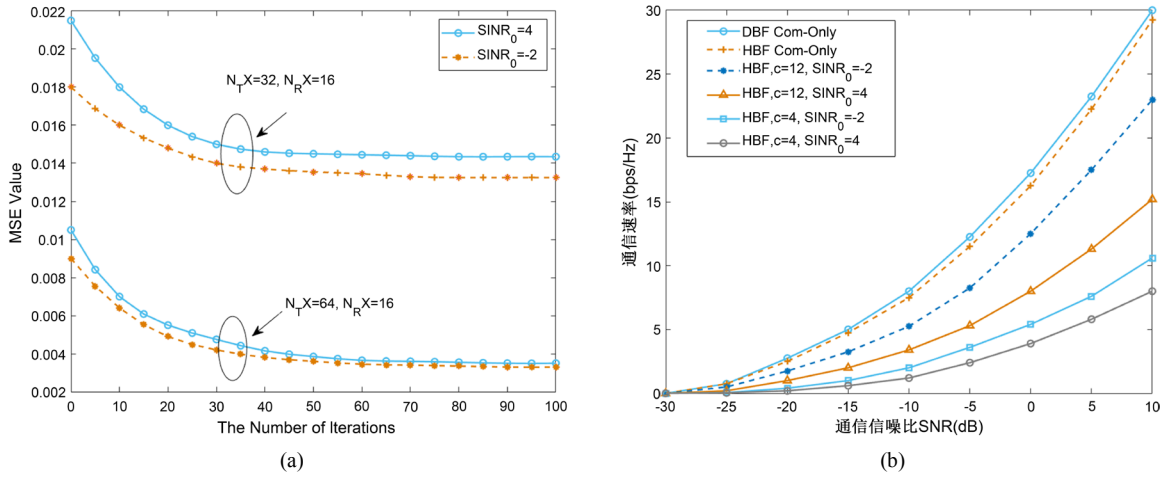 0.022
0.02
0.018
0.016
0.014
0.012
0.01
0.008
0.006
0.004
0.002
MSE Value
0 10 20 30 40 50 60 70 80 90 100
The Number of Iterations
SINR0=4
SINR0=-2
NTX=32, NRX=16
NTX=64, NRX=16
(a)
30
25
20
15
10
5
0
通信速率(bps/Hz)
-30 -25 -20 -15 -10 -5 0 5 10
通信信噪比SNR(dB)
DBF Com-Only
HBF Com-Only
HBF,c=12, SINR0=-2
HBF,c=12, SINR0=4
HBF,c=4, SINR0=-2
HBF,c=4, SINR0=4
(b)